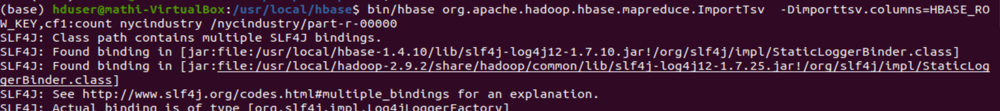 (base) hduser@mathi-VirtualBox:/usr/local/hbase$ bin/hbase org.apache.hadoop.hbase.mapreduce.ImportTsv  -Dimporttsv.columns=HBASE_RO
W_KEY,cf1:count nycindustry /nycindustry/part-r-00000
SLF4J: Class path contains multiple SLF4J bindings.
SLF4J: Found binding in [jar:file:/usr/local/hbase-1.4.10/lib/slf4j-log4j12-1.7.10.jar!/org/slf4j/impl/StaticLoggerBinder.class]
SLF4J: Found binding in [jar:file:/usr/local/hadoop-2.9.2/share/hadoop/common/lib/slf4j-log4j12-1.7.25.jar!/org/slf4j/impl/StaticLog
gerBinder.class]
SLF4J: See http://www.slf4j.org/codes.html#multiple_bindings for an explanation.
SLF4J: Actual binding is of type [org.slf4j.impl.Log4jLoggerFactory]